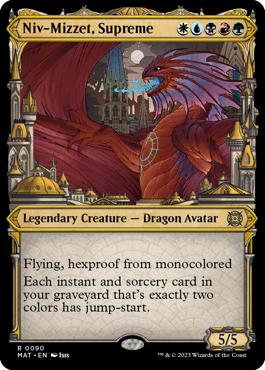 Niv-Mizzet, Supreme
Legendary Creature — Dragon Avatar
Flying, hexproof from monocolored
Each instant and sorcery card in
your graveyard that's exactly two
colors has jump-start.
5/5
R 0090
MAT • EN Isis
™ & © 2023 Wizards of the Coast